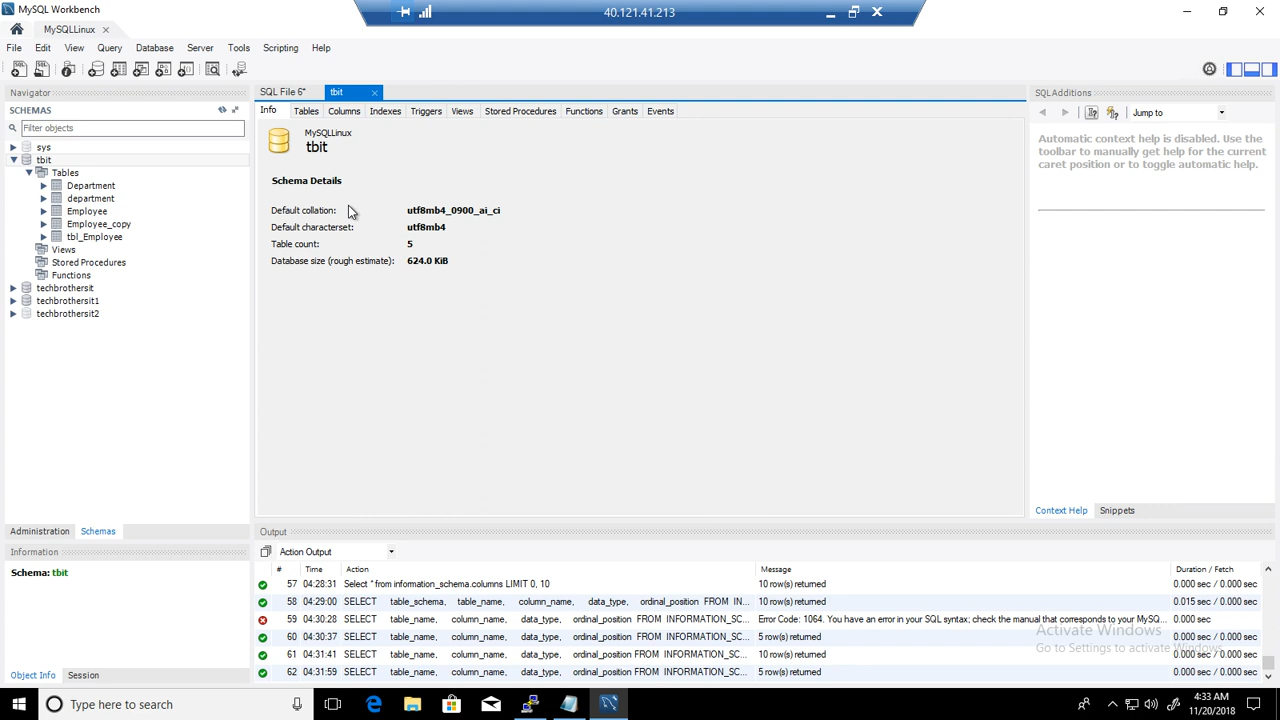 MySQL Workbench
40.121.41.213
MySQLLinux
File Edit View Query Database Server Tools Scripting Help
Navigator
SCHEMAS
Filter objects
sys
tbit
Tables
Department
department
Employee
Employee_copy
tbl_Employee
Views
Stored Procedures
Functions
techbrothersit
techbrothersit1
techbrothersit2
Administration Schemas
Information
Schema: tbit
Object Info Session
SQL File 6* tbit
Info Tables Columns Indexes Triggers Views Stored Procedures Functions Grants Events
MySQLLinux
tbit
Schema Details
Default collation: utf8mb4_0900_ai_ci
Default characterset: utf8mb4
Table count: 5
Database size (rough estimate): 624.0 KiB
SQLAdditions
Jump to
Automatic context help is disabled. Use the
toolbar to manually get help for the current
caret position or to toggle automatic help.
Context Help Snippets
Output
Action Output
# Time Action Message Duration / Fetch
57 04:28:31 Select * from information_schema.columns LIMIT 0, 10 10 row(s) returned 0.000 sec / 0.000 sec
58 04:29:00 SELECT table_schema, table_name, column_name, data_type, ordinal_position FROM IN... 10 row(s) returned 0.015 sec / 0.000 sec
59 04:30:28 SELECT table_name, column_name, data_type, ordinal_position FROM INFORMATION_SC... Error Code: 1064. You have an error in your SQL syntax; check the manual that corresponds to your MySQ... 0.000 sec
60 04:30:37 SELECT table_name, column_name, data_type, ordinal_position FROM INFORMATION_SC... 5 row(s) returned 0.000 sec / 0.000 sec
61 04:31:41 SELECT table_name, column_name, data_type, ordinal_position FROM INFORMATION_SC... 10 row(s) returned 0.000 sec / 0.000 sec
62 04:31:59 SELECT table_name, column_name, data_type, ordinal_position FROM INFORMATION_SC... 5 row(s) returned 0.000 sec / 0.000 sec
Activate Windows
Go to Settings to activate Windows.
Type here to search
4:33 AM
11/20/2018